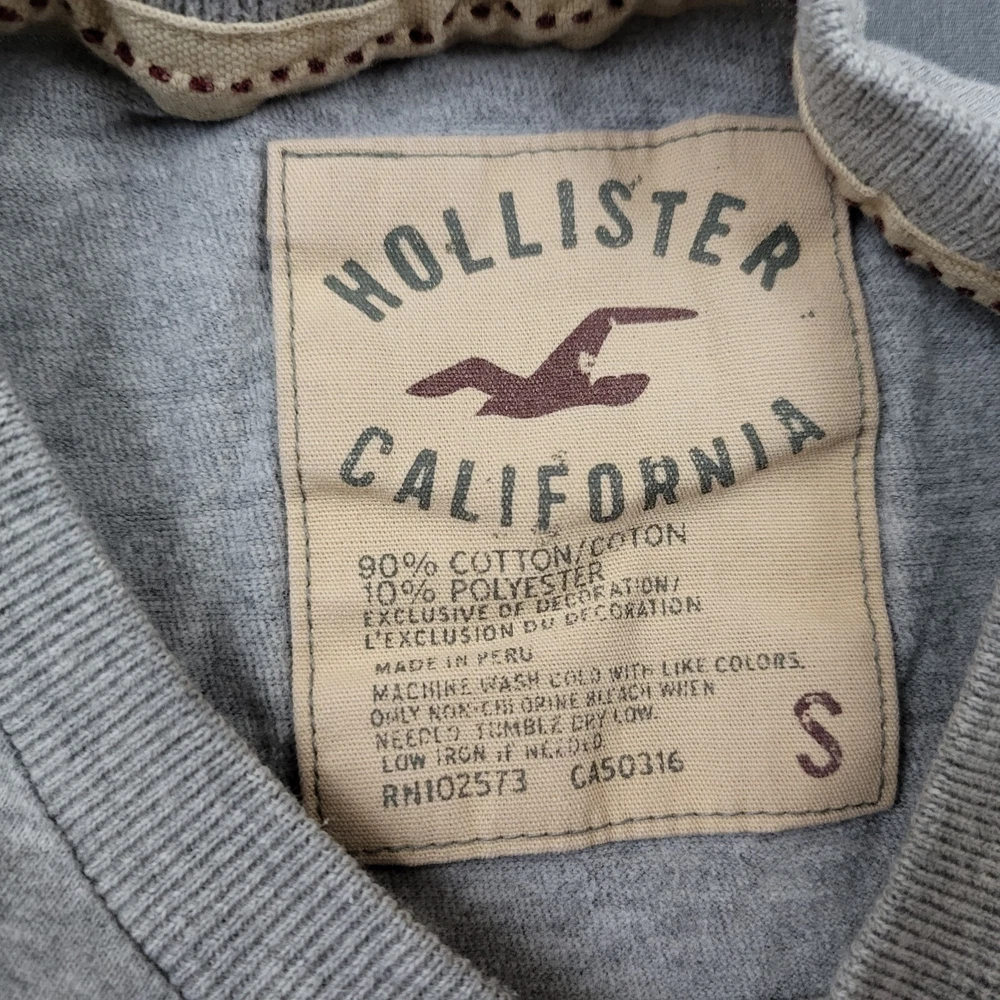 HOLLISTER
CALIFORNIA
90% COTTON/COTON
10% POLYESTER
EXCLUSIVE OF DECORATION/
L'EXCLUSION DU DECORATION
MADE IN PERU
MACHINE WASH COLD WITH LIKE COLORS.
ONLY NON-CHLORINE BLEACH WHEN
NEEDED. TUMBLE DRY LOW.
LOW IRON IF NEEDED.
RN102573 CA50316
S